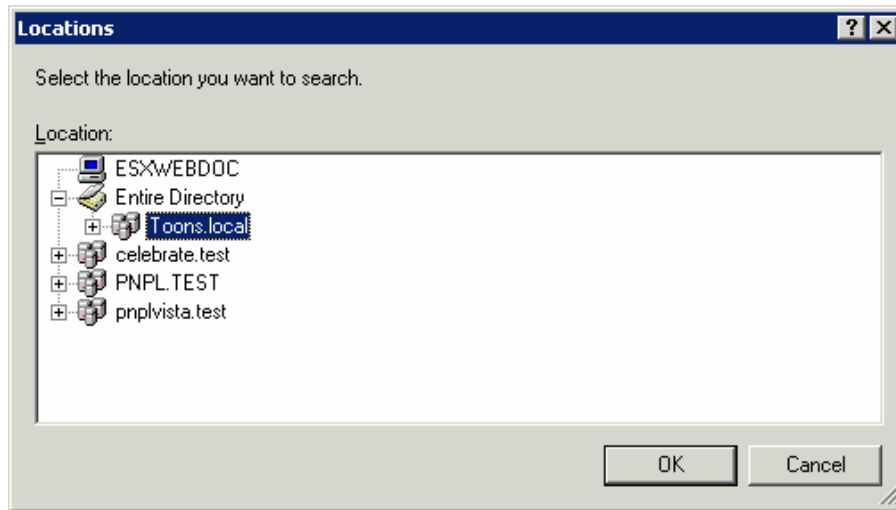 Locations
Select the location you want to search.
Location:
ESXWEBDOC
Entire Directory
Toons.local
celebrate.test
PNPL.TEST
pnplvista.test
OK Cancel